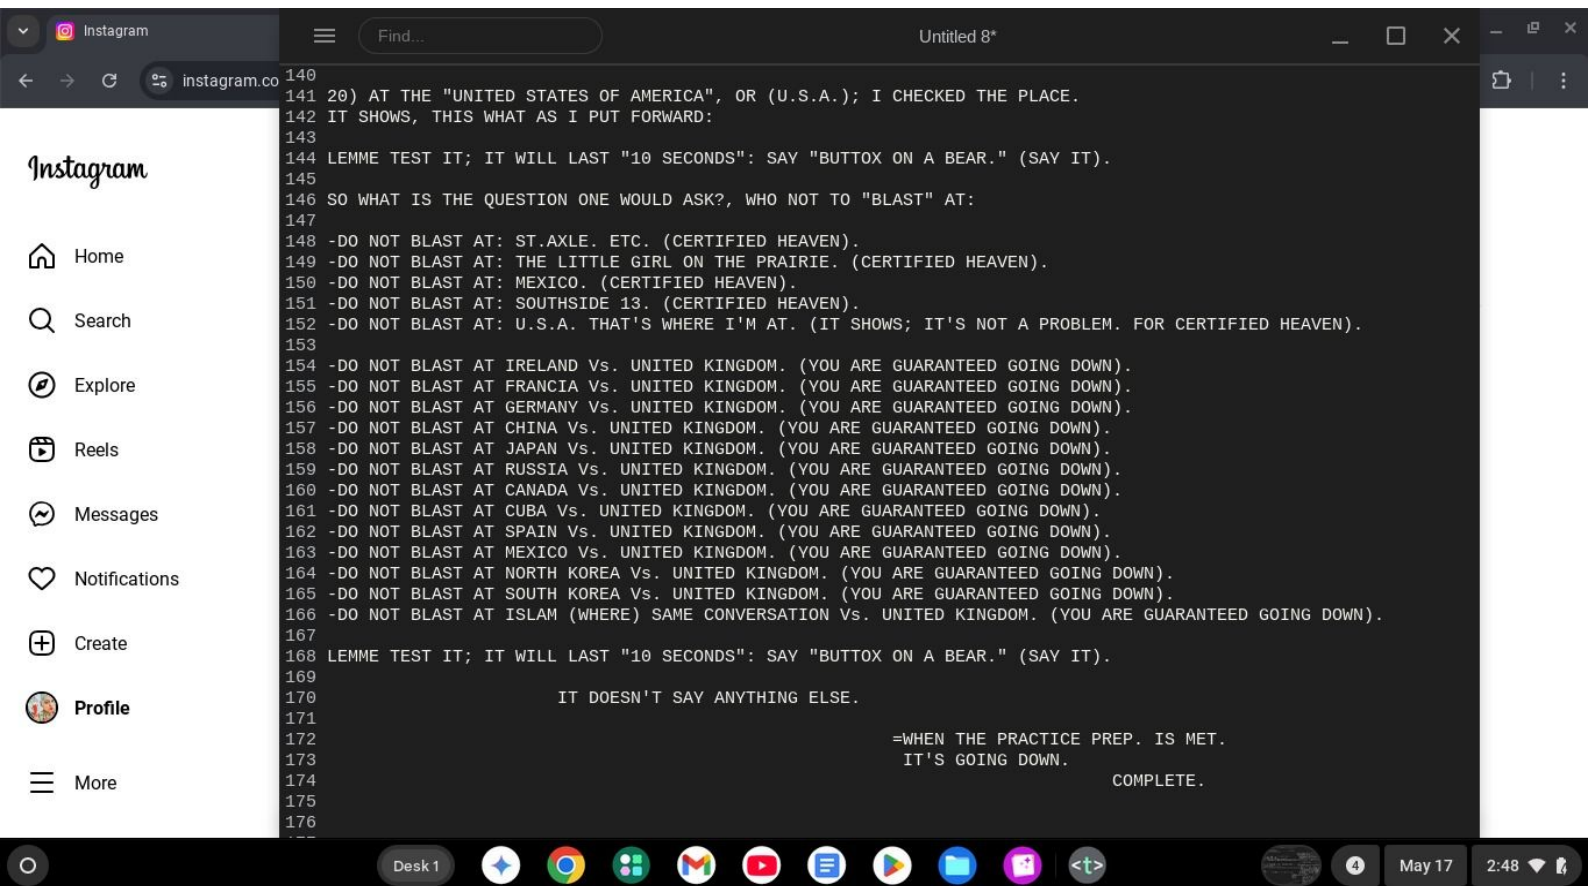 Instagram
instagram.co
Find...
Untitled 8*
Instagram
Home
Search
Explore
Reels
Messages
Notifications
Create
Profile
More
140
141 20) AT THE "UNITED STATES OF AMERICA", OR (U.S.A.); I CHECKED THE PLACE.
142 IT SHOWS, THIS WHAT AS I PUT FORWARD:
143
144 LEMME TEST IT; IT WILL LAST "10 SECONDS": SAY "BUTTOX ON A BEAR." (SAY IT).
145
146 SO WHAT IS THE QUESTION ONE WOULD ASK?, WHO NOT TO "BLAST" AT:
147
148 -DO NOT BLAST AT: ST.AXLE. ETC. (CERTIFIED HEAVEN).
149 -DO NOT BLAST AT: THE LITTLE GIRL ON THE PRAIRIE. (CERTIFIED HEAVEN).
150 -DO NOT BLAST AT: MEXICO. (CERTIFIED HEAVEN).
151 -DO NOT BLAST AT: SOUTHSIDE 13. (CERTIFIED HEAVEN).
152 -DO NOT BLAST AT: U.S.A. THAT'S WHERE I'M AT. (IT SHOWS; IT'S NOT A PROBLEM. FOR CERTIFIED HEAVEN).
153
154 -DO NOT BLAST AT IRELAND Vs. UNITED KINGDOM. (YOU ARE GUARANTEED GOING DOWN).
155 -DO NOT BLAST AT FRANCIA Vs. UNITED KINGDOM. (YOU ARE GUARANTEED GOING DOWN).
156 -DO NOT BLAST AT GERMANY Vs. UNITED KINGDOM. (YOU ARE GUARANTEED GOING DOWN).
157 -DO NOT BLAST AT CHINA Vs. UNITED KINGDOM. (YOU ARE GUARANTEED GOING DOWN).
158 -DO NOT BLAST AT JAPAN Vs. UNITED KINGDOM. (YOU ARE GUARANTEED GOING DOWN).
159 -DO NOT BLAST AT RUSSIA Vs. UNITED KINGDOM. (YOU ARE GUARANTEED GOING DOWN).
160 -DO NOT BLAST AT CANADA Vs. UNITED KINGDOM. (YOU ARE GUARANTEED GOING DOWN).
161 -DO NOT BLAST AT CUBA Vs. UNITED KINGDOM. (YOU ARE GUARANTEED GOING DOWN).
162 -DO NOT BLAST AT SPAIN Vs. UNITED KINGDOM. (YOU ARE GUARANTEED GOING DOWN).
163 -DO NOT BLAST AT MEXICO Vs. UNITED KINGDOM. (YOU ARE GUARANTEED GOING DOWN).
164 -DO NOT BLAST AT NORTH KOREA Vs. UNITED KINGDOM. (YOU ARE GUARANTEED GOING DOWN).
165 -DO NOT BLAST AT SOUTH KOREA Vs. UNITED KINGDOM. (YOU ARE GUARANTEED GOING DOWN).
166 -DO NOT BLAST AT ISLAM (WHERE) SAME CONVERSATION Vs. UNITED KINGDOM. (YOU ARE GUARANTEED GOING DOWN).
167
168 LEMME TEST IT; IT WILL LAST "10 SECONDS": SAY "BUTTOX ON A BEAR." (SAY IT).
169
170 IT DOESN'T SAY ANYTHING ELSE.
171
172 =WHEN THE PRACTICE PREP. IS MET.
173 IT'S GOING DOWN.
174 COMPLETE.
175
176
Desk 1
<t>
4
May 17
2:48